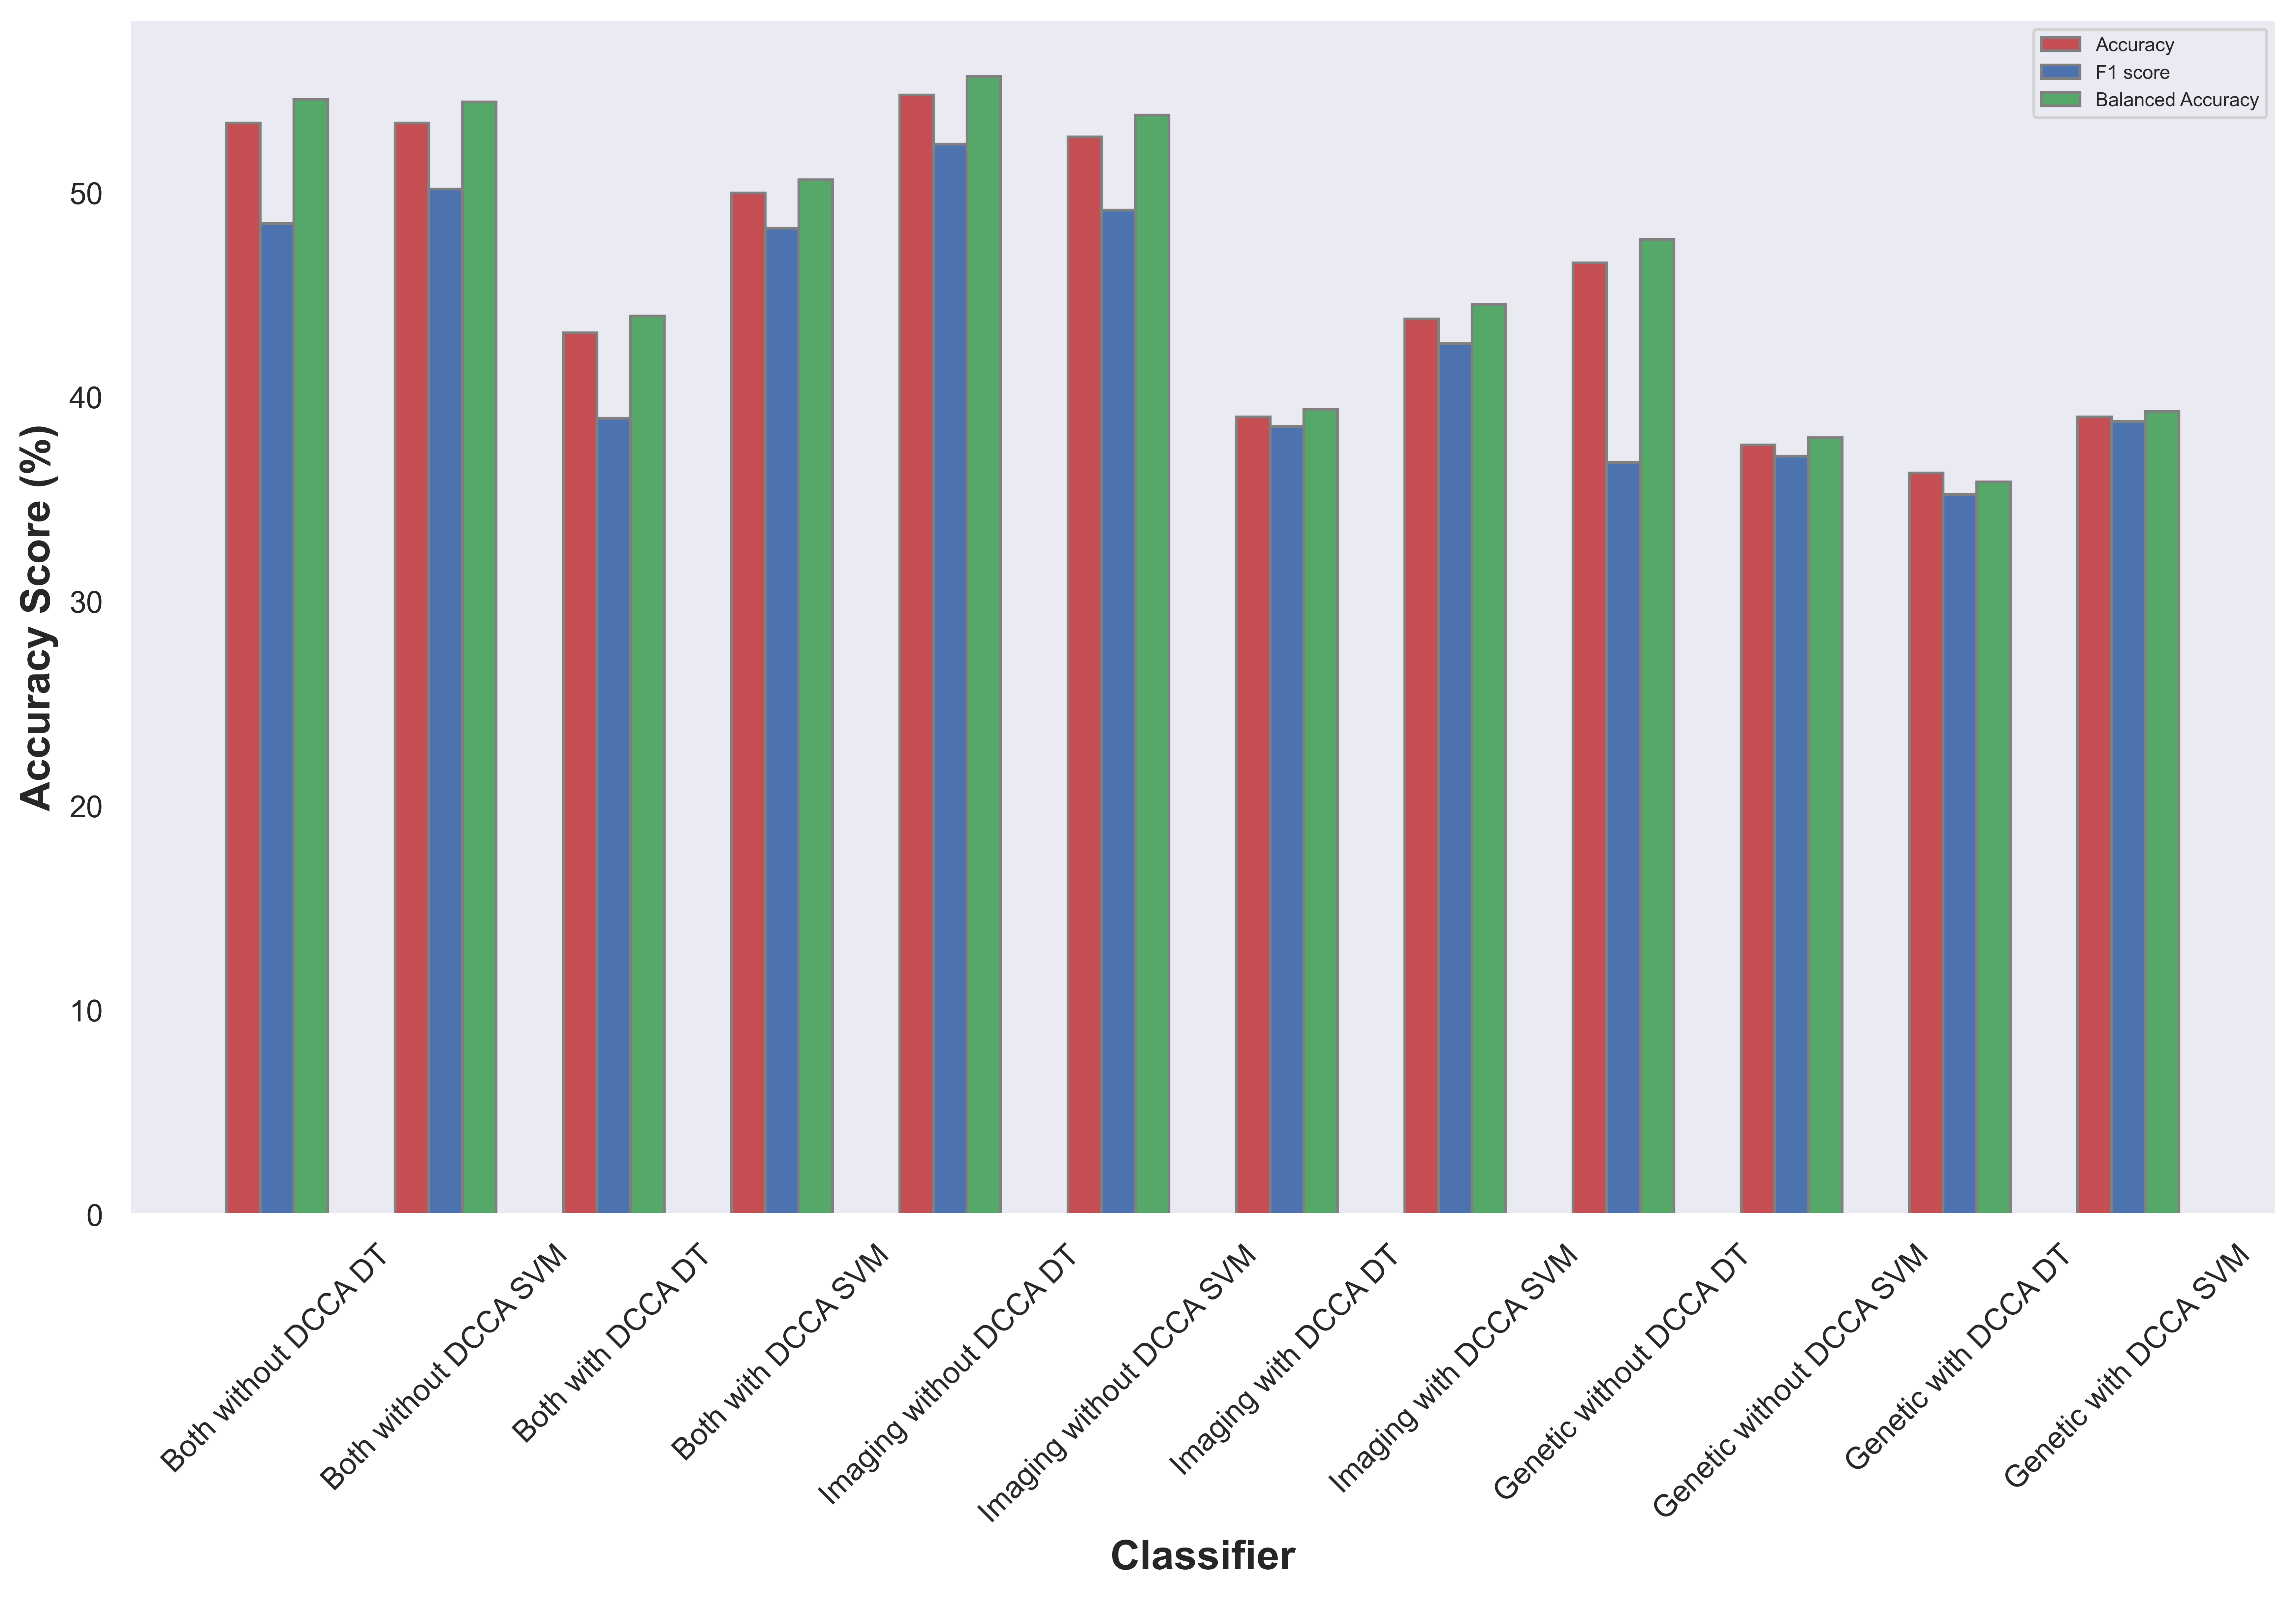 Accuracy
F1 score
Balanced Accuracy
Accuracy Score (%)
50
40
30
20
10
0
Both without DCCA DT
Both without DCCA SVM
Both with DCCA DT
Both with DCCA SVM
Imaging without DCCA DT
Imaging without DCCA SVM
Imaging with DCCA DT
Imaging with DCCA SVM
Genetic without DCCA DT
Genetic without DCCA SVM
Genetic with DCCA DT
Genetic with DCCA SVM
Classifier